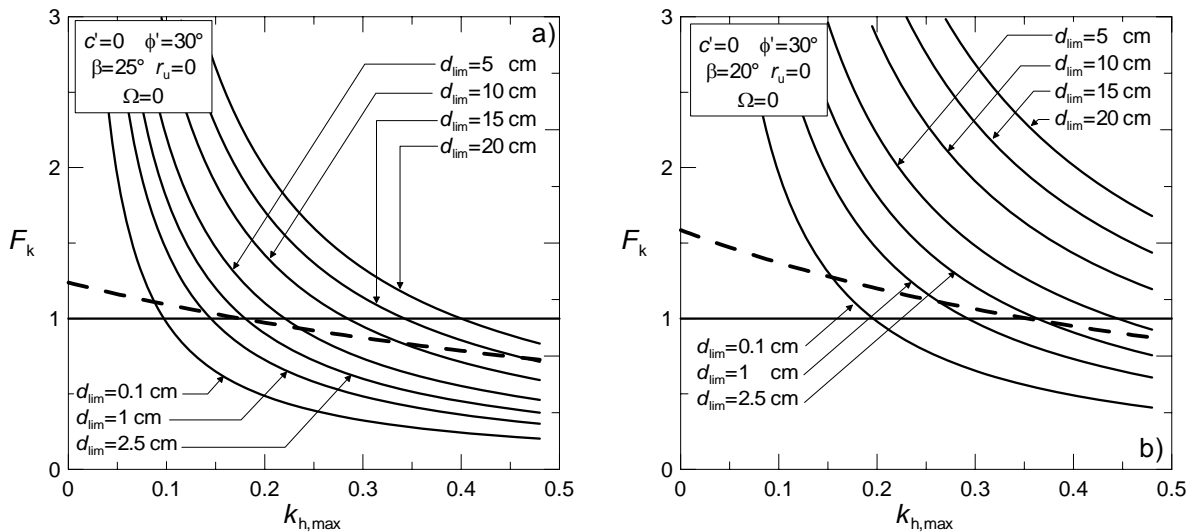 a)
c'=0 ϕ'=30°
β=25° r_u=0
Ω=0
d_lim=5 cm
d_lim=10 cm
d_lim=15 cm
d_lim=20 cm
d_lim=0.1 cm
d_lim=1 cm
d_lim=2.5 cm
3
2
1
0
F_k
0 0.1 0.2 0.3 0.4 0.5
k_h,max
b)
c'=0 ϕ'=30°
β=20° r_u=0
Ω=0
d_lim=5 cm
d_lim=10 cm
d_lim=15 cm
d_lim=20 cm
d_lim=0.1 cm
d_lim=1 cm
d_lim=2.5 cm
3
2
1
0
F_k
0 0.1 0.2 0.3 0.4 0.5
k_h,max